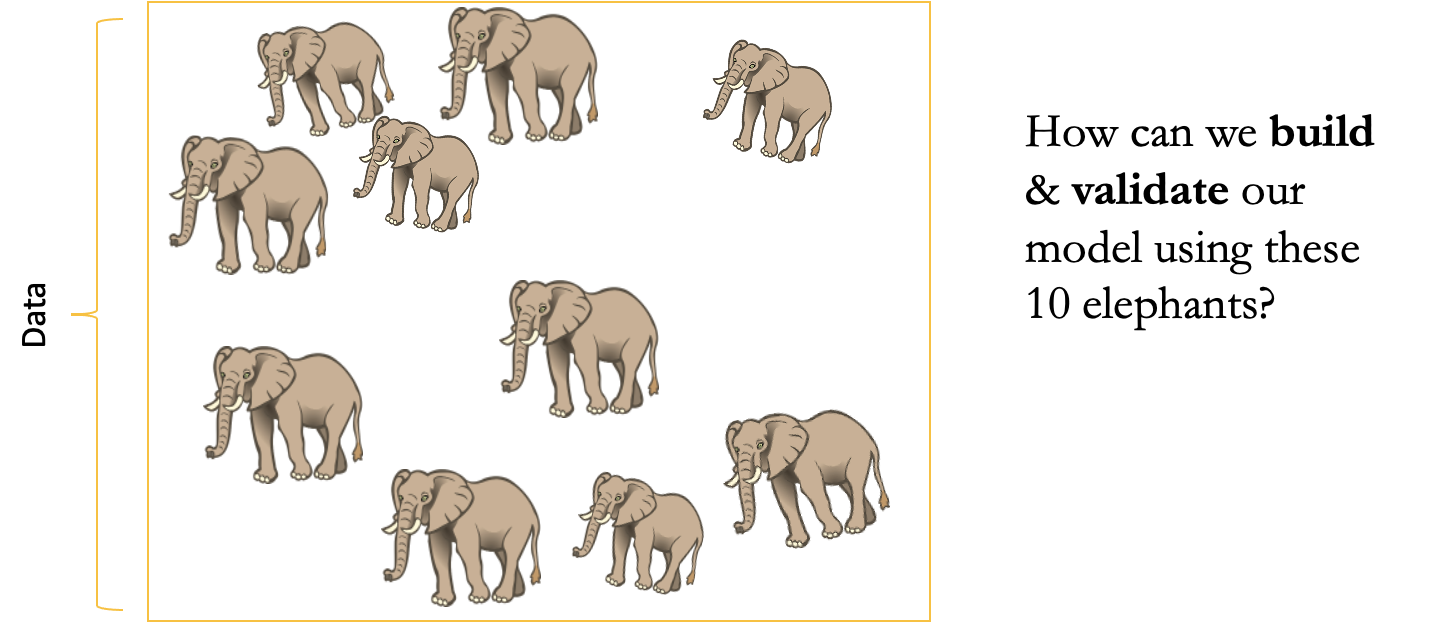 Data
How can we build
& validate our
model using these
10 elephants?